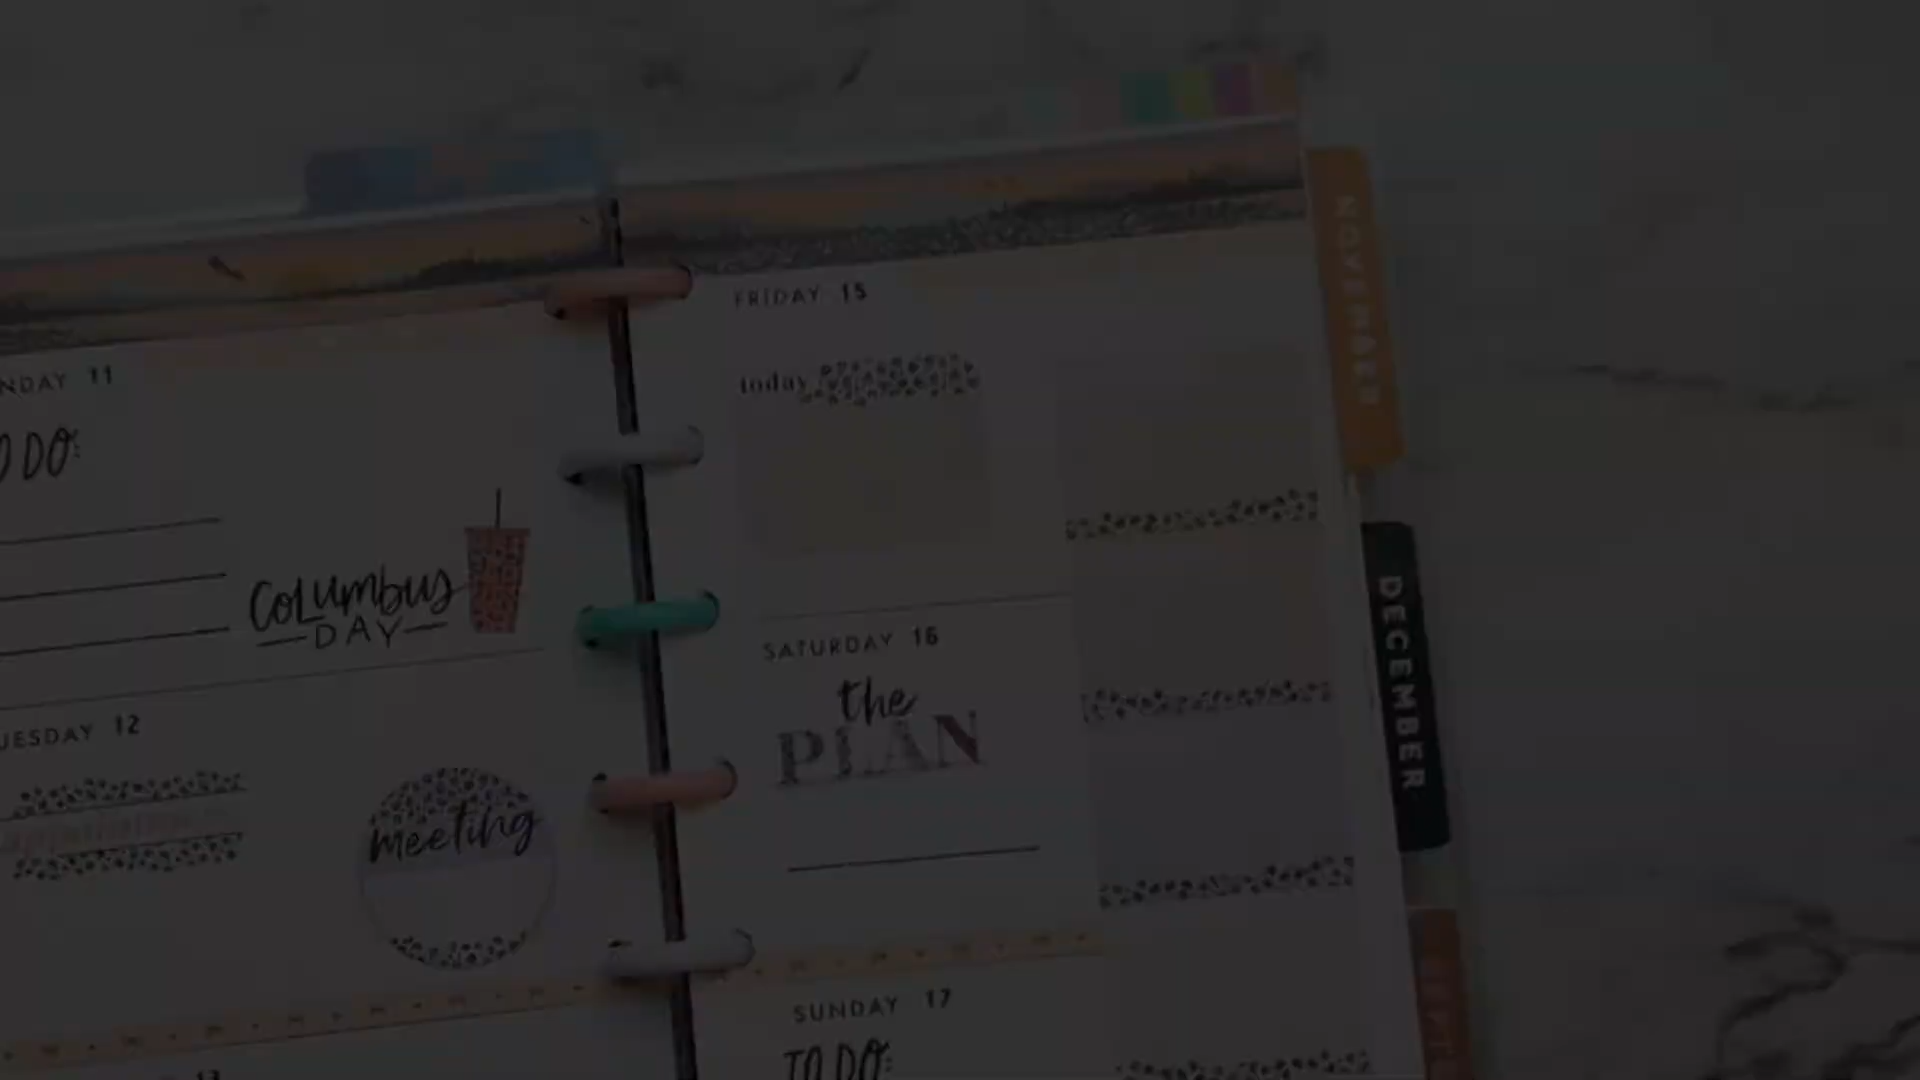 NDAY 11
O DO:
COLUMBUS
DAY
UESDAY 12
meeting
13
FRIDAY 15
today
SATURDAY 16
the
PLAN
SUNDAY 17
TO DO:
NOVEMBER
DECEMBER